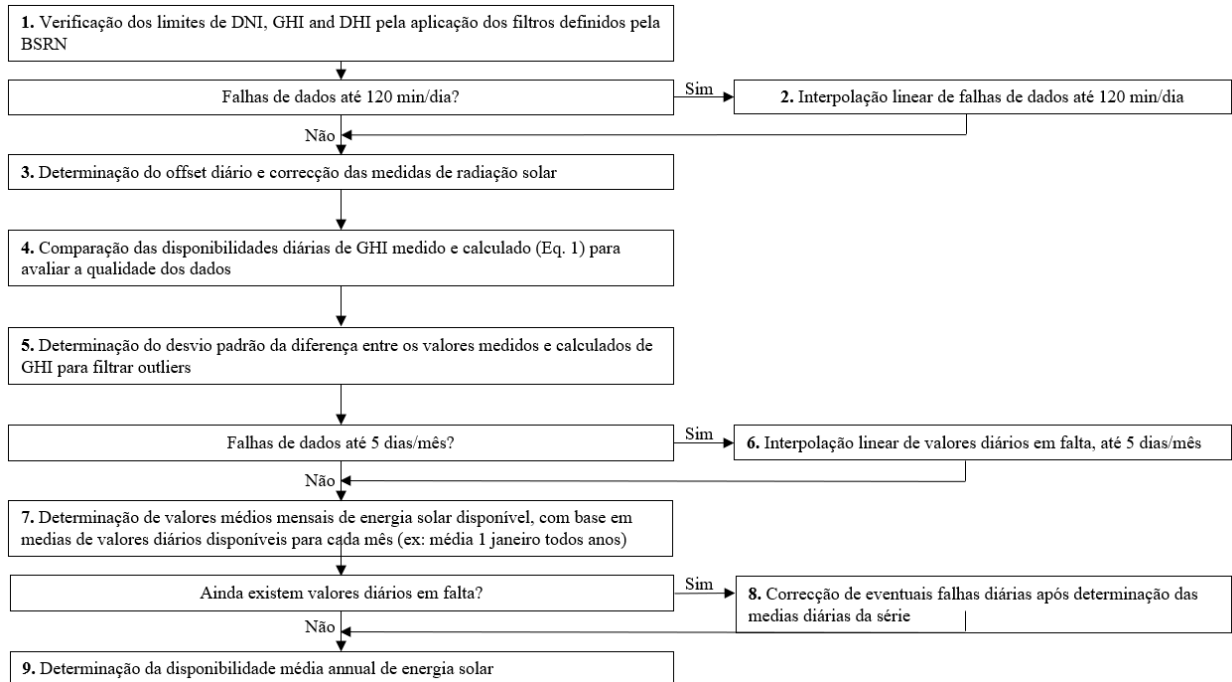 1. Verificação dos limites de DNI, GHI and DHI pela aplicação dos filtros definidos pela
BSRN
Falhas de dados até 120 min/dia?
Sim
2. Interpolação linear de falhas de dados até 120 min/dia
Não
3. Determinação do offset diário e correcção das medidas de radiação solar
4. Comparação das disponibilidades diárias de GHI medido e calculado (Eq. 1) para
avaliar a qualidade dos dados
5. Determinação do desvio padrão da diferença entre os valores medidos e calculados de
GHI para filtrar outliers
Falhas de dados até 5 dias/mês?
Sim
6. Interpolação linear de valores diários em falta, até 5 dias/mês
Não
7. Determinação de valores médios mensais de energia solar disponível, com base em
medias de valores diários disponíveis para cada mês (ex: média 1 janeiro todos anos)
Ainda existem valores diários em falta?
Sim
8. Correcção de eventuais falhas diárias após determinação das
medias diárias da série
Não
9. Determinação da disponibilidade média annual de energia solar